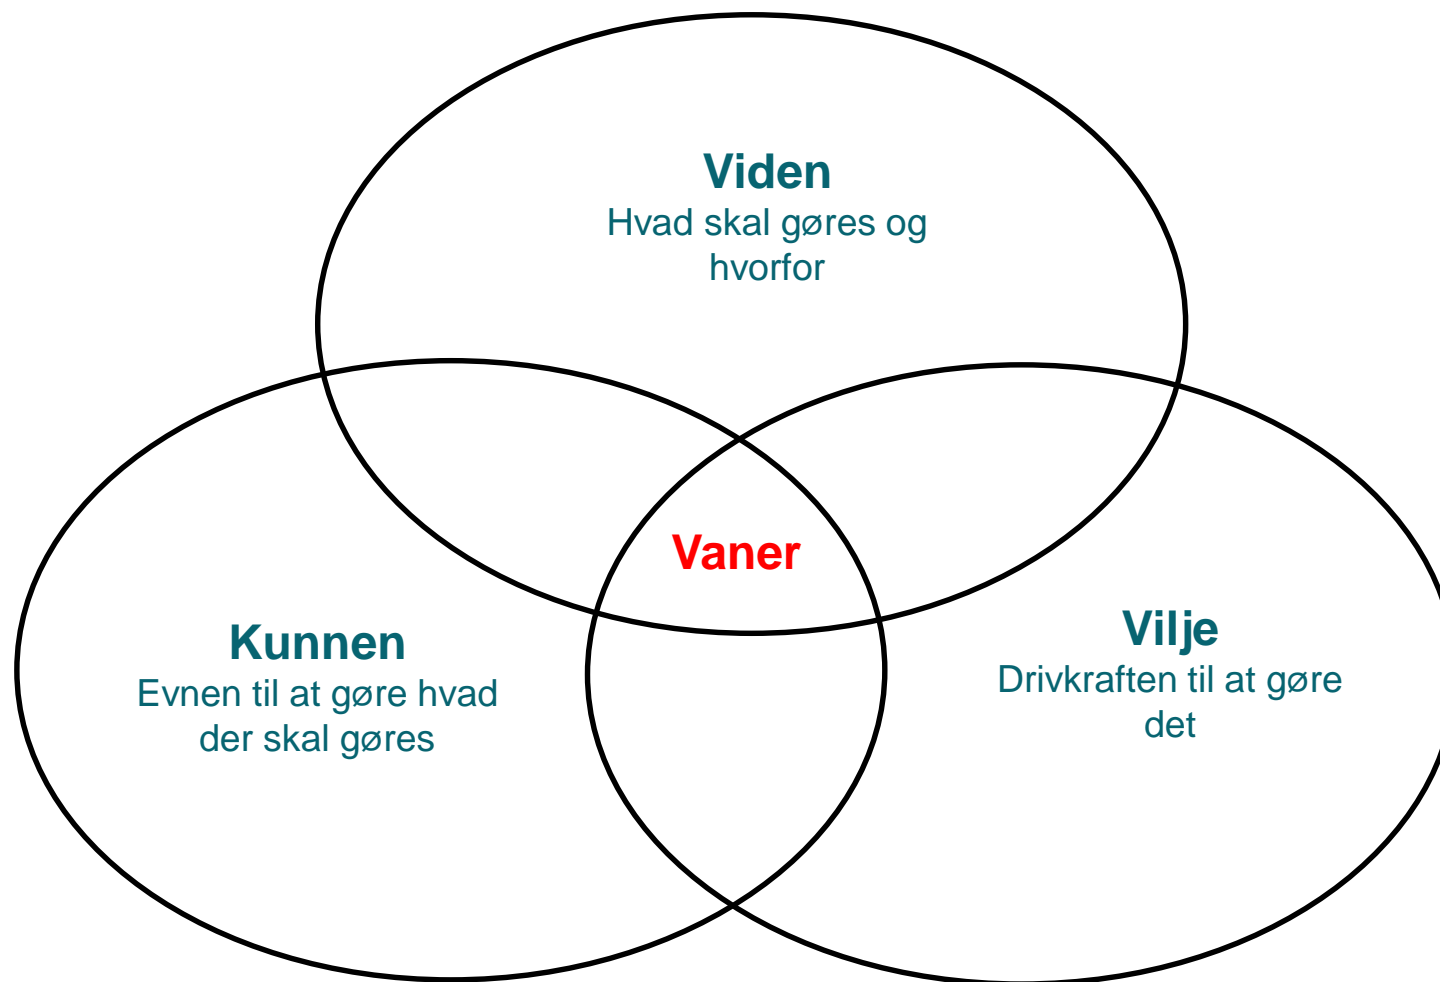 Viden
Hvad skal gøres og
hvorfor
Vaner
Kunnen
Evnen til at gøre hvad
der skal gøres
Vilje
Drivkraften til at gøre
det